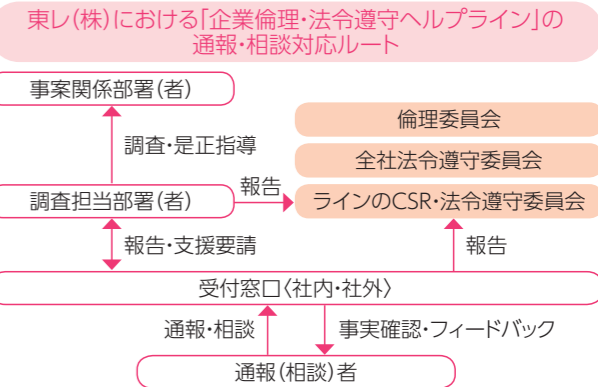 東レ(株)における「企業倫理・法令遵守ヘルプライン」の
通報・相談対応ルート
事案関係部署(者)
倫理委員会
調査・是正指導
全社法令遵守委員会
調査担当部署(者)
報告
ラインのCSR・法令遵守委員会
報告・支援要請
報告
受付窓口〈社内・社外〉
通報・相談
事実確認・フィードバック
通報(相談)者